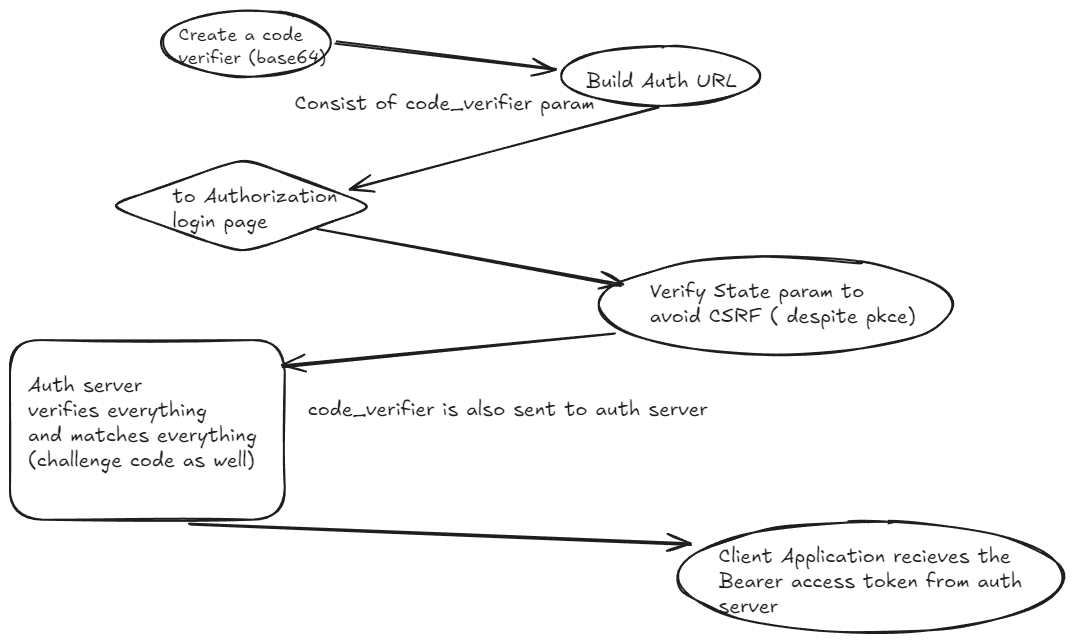 Create a code
verifier (base64)
Build Auth URL
Consist of code_verifier param
to Authorization
login page
Verify State param to
avoid CSRF ( despite pkce)
Auth server
verifies everything
and matches everything
(challenge code as well)
code_verifier is also sent to auth server
Client Application recieves the
Bearer access token from auth
server